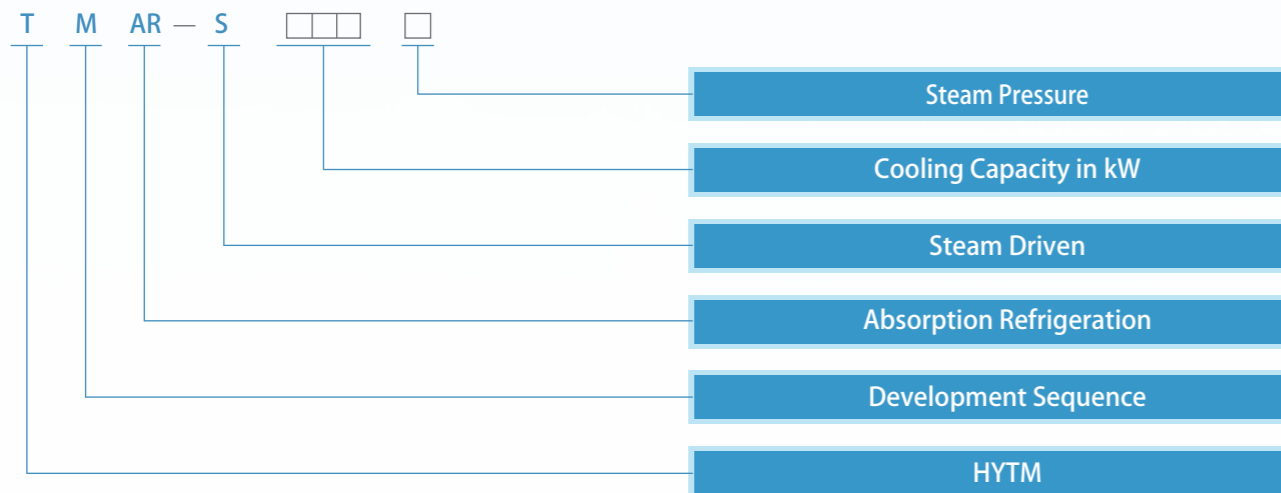 T M AR — S □□□ □
Steam Pressure
Cooling Capacity in kW
Steam Driven
Absorption Refrigeration
Development Sequence
HYTM